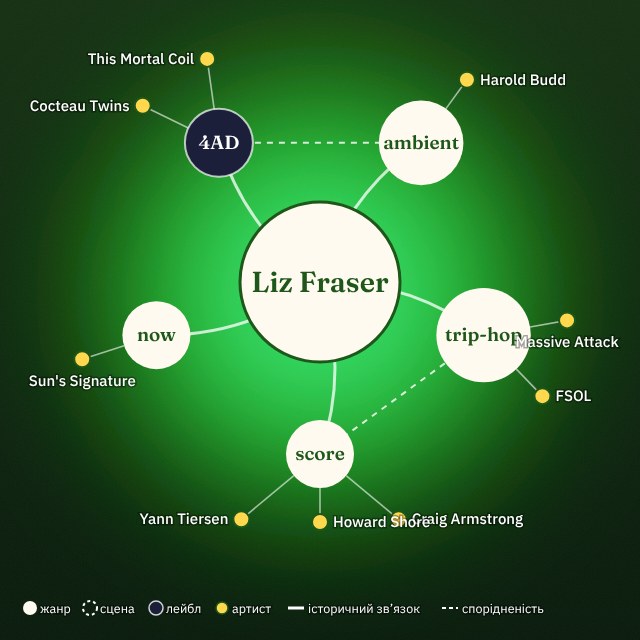 This Mortal Coil
Harold Budd
Cocteau Twins
4AD
ambient
Liz Fraser
now
trip-hop
Massive Attack
Sun's Signature
FSOL
score
Yann Tiersen
Howard Shore
Craig Armstrong
жанр
сцена
лейбл
артист
історичний зв’язок
спорідненість